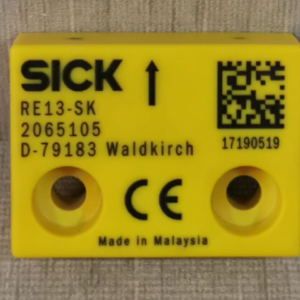 SICK
RE13-SK
2065105
D-79183 Waldkirch
17190519
CE
Made in Malaysia